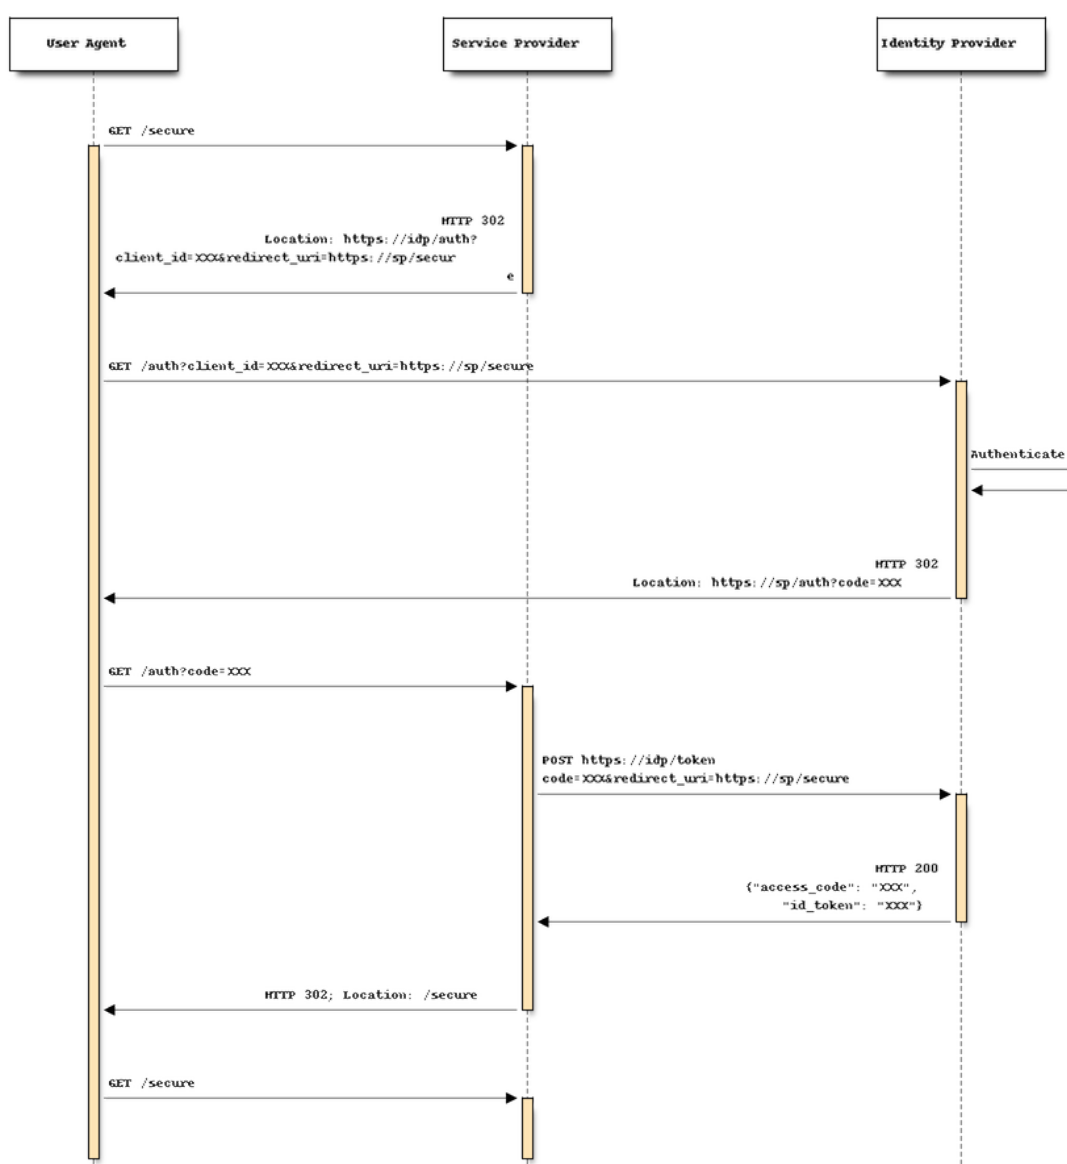 User Agent
Service Provider
Identity Provider
GET /secure
HTTP 302
Location: https://idp/auth?
client_id=XXX&redirect_uri=https://sp/secur
e
GET /auth?client_id=XXX&redirect_uri=https://sp/secure
Authenticate
HTTP 302
Location: https://sp/auth?code=XXX
GET /auth?code=XXX
POST https://idp/token
code=XXX&redirect_uri=https://sp/secure
HTTP 200
{"access_code": "XXX",
"id_token": "XXX"}
HTTP 302; Location: /secure
GET /secure